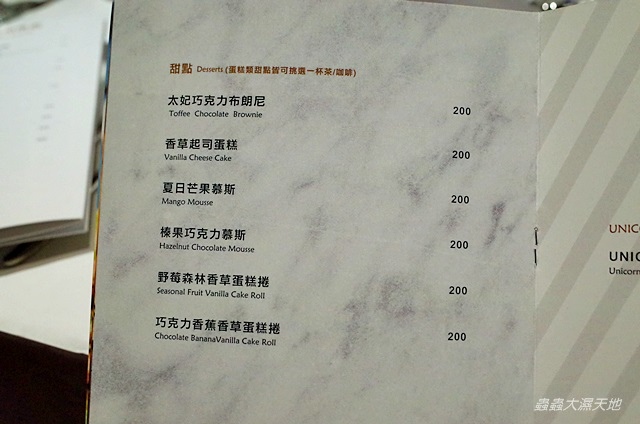 甜點 Desserts (蛋糕類甜點皆可挑選一杯茶/咖啡)
太妃巧克力布朗尼 200
Toffee Chocolate Brownie
香草起司蛋糕 200
Vanilla Cheese Cake
夏日芒果慕斯 200
Mango Mousse
榛果巧克力慕斯 200
Hazelnut Chocolate Mousse
野莓森林香草蛋糕捲 200
Seasonal Fruit Vanilla Cake Roll
巧克力香蕉香草蛋糕捲 200
Chocolate BananaVanilla Cake Roll
UNICO
UNIC
Unicorn
蟲蟲大濕天地